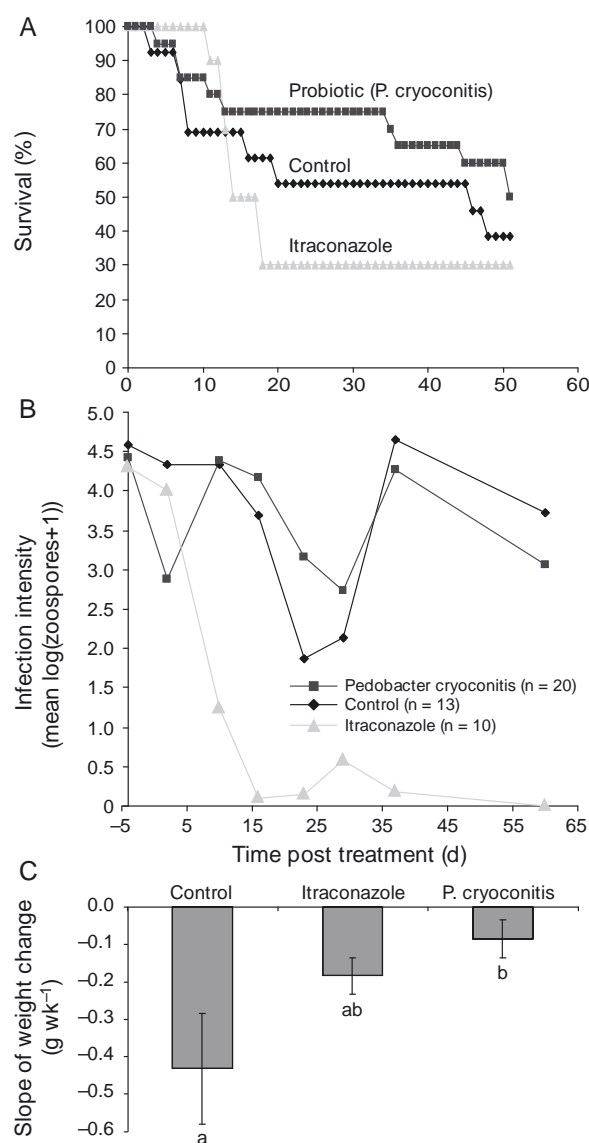 A
Survival (%)
100
90
80
70
60
50
40
30
20
10
0
Probiotic (P. cryoconitis)
Control
Itraconazole
0 10 20 30 40 50 60
B
Infection intensity
(mean log(zoospores+1))
5.0
4.5
4.0
3.5
3.0
2.5
2.0
1.5
1.0
0.5
0
Pedobacter cryoconitis (n = 20)
Control (n = 13)
Itraconazole (n = 10)
–5 5 15 25 35 45 55 65
Time post treatment (d)
C
Control Itraconazole P. cryoconitis
Slope of weight change
(g wk–1)
0.0
–0.1
–0.2
–0.3
–0.4
–0.5
–0.6
a
ab
b